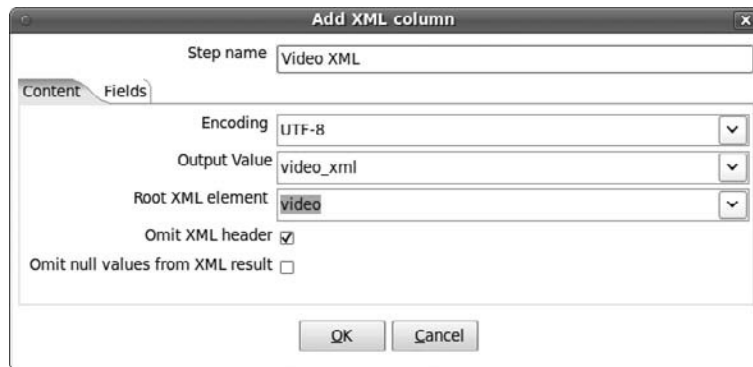 Add XML column
Step name Video XML
Content Fields
Encoding UTF-8
Output Value video_xml
Root XML element video
Omit XML header
Omit null values from XML result
OK Cancel